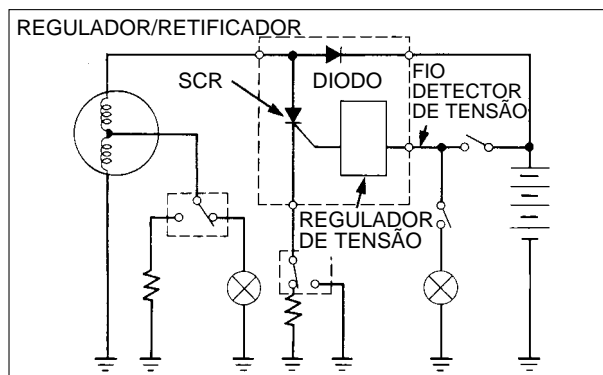 REGULADOR/RETIFICADOR
SCR
DIODO
FIO
DETECTOR
DE TENSÃO
REGULADOR
DE TENSÃO